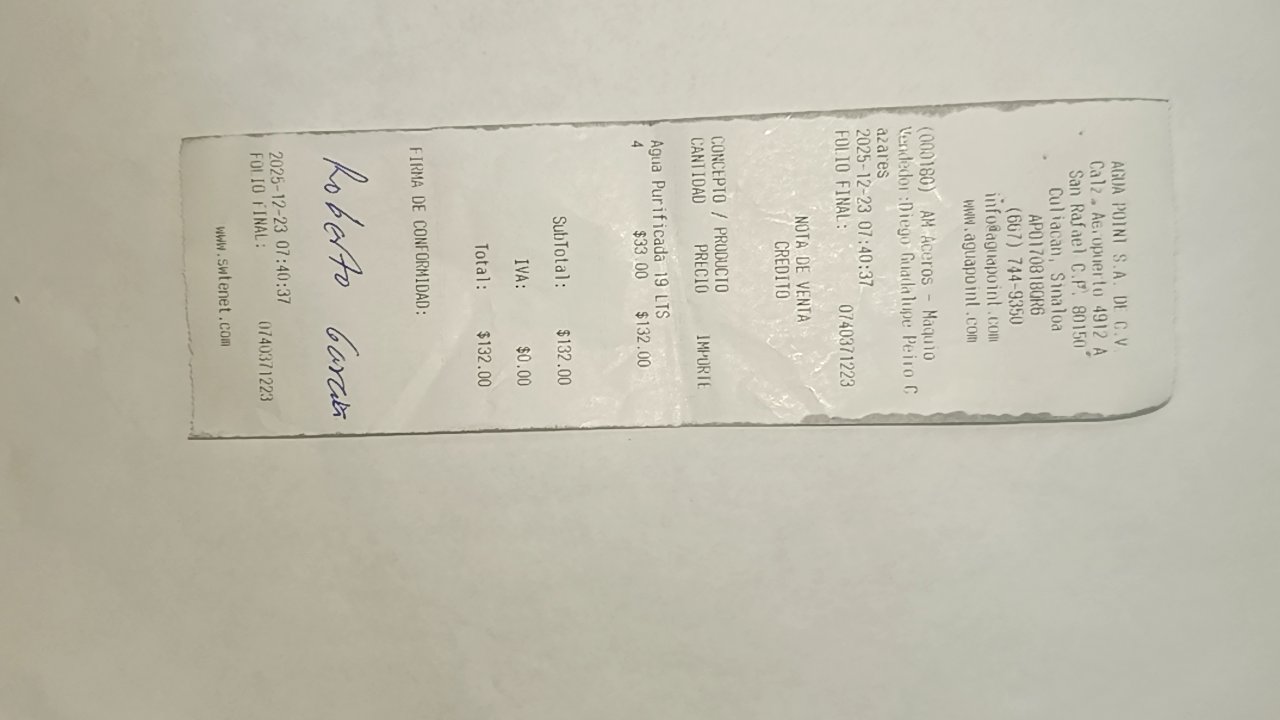 AGUA POINT S.A. DE C.V
Calz. Aeropuerto 4912 A
San Rafael C.P. 80150
Culiacan, Sinaloa
APO170818QR6
(667) 744-9350
info@aguapoint.com
www.aguapoint.com
(000180) AM Aceros - Maquio
Vendedor:Diego Guadalupe Peiro C
azares
2025-12-23 07:40:37
FOLIO FINAL: 0740371223
NOTA DE VENTA
CREDITO
CONCEPTO / PRODUCTO
CANTIDAD PRECIO IMPORTE
Agua Purificada 19 LTS
4 $33.00 $132.00
SubTotal: $132.00
IVA: $0.00
Total: $132.00
FIRMA DE CONFORMIDAD:
Roberto
2025-12-23 07:40:37
FOLIO FINAL: 0740371223
www.swtenet.com